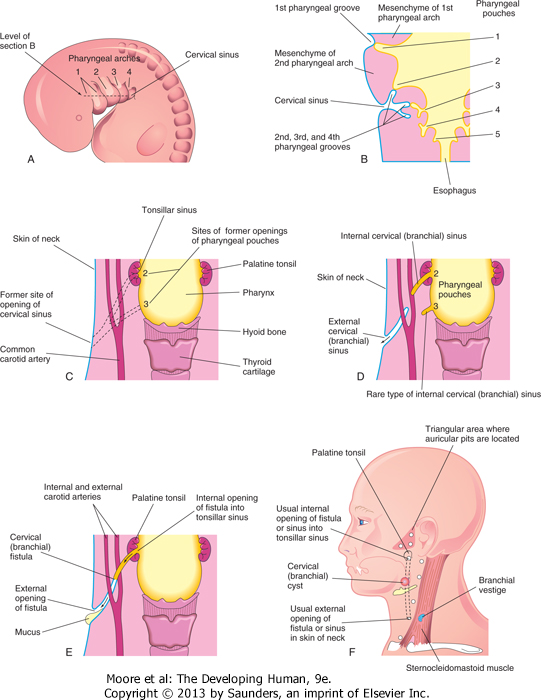 Level of
section B
Pharyngeal arches
1 2 3 4
Cervical sinus
A
1st pharyngeal groove
Mesenchyme of 1st
pharyngeal arch
Pharyngeal
pouches
Mesenchyme of
2nd pharyngeal arch
1
2
3
4
5
Cervical sinus
2nd, 3rd, and 4th
pharyngeal grooves
B
Esophagus
Tonsillar sinus
Sites of former openings
of pharyngeal pouches
Skin of neck
2
3
Palatine tonsil
Pharynx
Former site of
opening of
cervical sinus
Hyoid bone
Common
carotid artery
Thyroid
cartilage
C
Internal cervical (branchial) sinus
Skin of neck
2
Pharyngeal
pouches
3
External
cervical
(branchial)
sinus
D
Rare type of internal cervical (branchial) sinus
Internal and external
carotid arteries
Palatine tonsil
Internal opening
of fistula into
tonsillar sinus
Cervical
(branchial)
fistula
External
opening
of fistula
Mucus
E
Triangular area where
auricular pits are located
Palatine tonsil
Usual internal
opening of fistula
or sinus into
tonsillar sinus
Cervical
(branchial)
cyst
Branchial
vestige
Usual external
opening of
fistula or sinus
in skin of neck
F
Sternocleidomastoid muscle
Moore et al: The Developing Human, 9e.
Copyright © 2013 by Saunders, an imprint of Elsevier Inc.